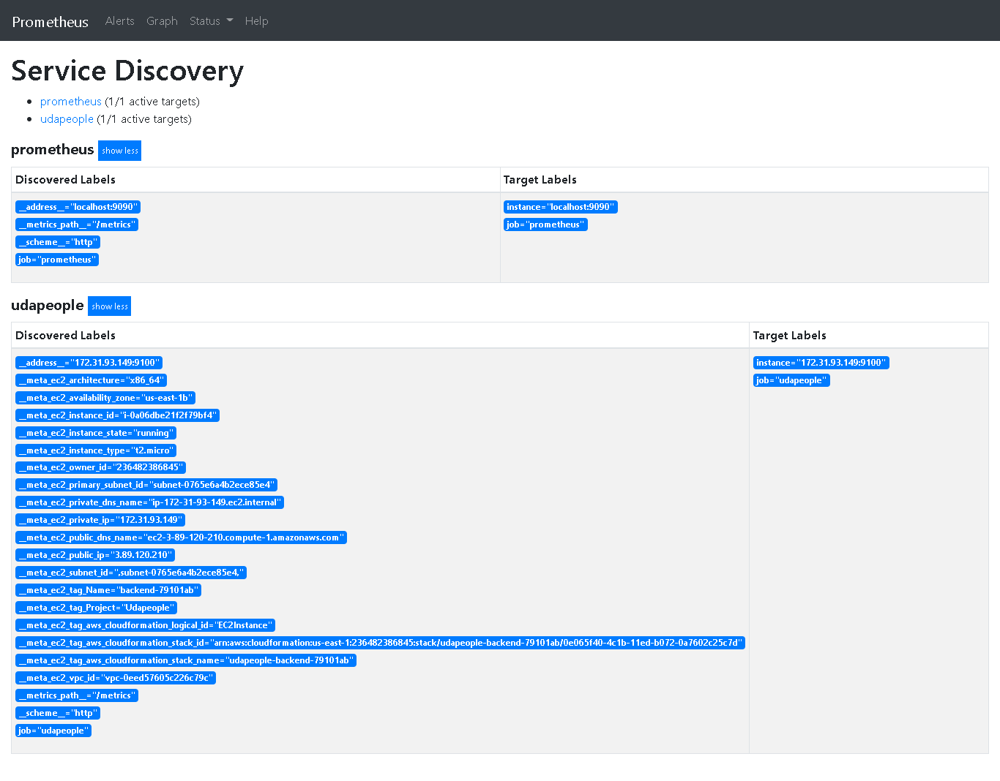 Prometheus Alerts Graph Status Help
Service Discovery
prometheus (1/1 active targets)
udapeople (1/1 active targets)
prometheus show less
Discovered Labels Target Labels
__address__="localhost:9090" instance="localhost:9090"
__metrics_path__="/metrics" job="prometheus"
__scheme__="http"
job="prometheus"
udapeople show less
Discovered Labels Target Labels
__address__="172.31.93.149:9100" instance="172.31.93.149:9100"
__meta_ec2_architecture="x86_64" job="udapeople"
__meta_ec2_availability_zone="us-east-1b"
__meta_ec2_instance_id="i-0a06dbe21f2f79bf4"
__meta_ec2_instance_state="running"
__meta_ec2_instance_type="t2.micro"
__meta_ec2_owner_id="236482386845"
__meta_ec2_primary_subnet_id="subnet-0765e6a4b2ece85e4"
__meta_ec2_private_dns_name="ip-172-31-93-149.ec2.internal"
__meta_ec2_private_ip="172.31.93.149"
__meta_ec2_public_dns_name="ec2-3-89-120-210.compute-1.amazonaws.com"
__meta_ec2_public_ip="3.89.120.210"
__meta_ec2_subnet_id=",subnet-0765e6a4b2ece85e4,"
__meta_ec2_tag_Name="backend-79101ab"
__meta_ec2_tag_Project="Udapeople"
__meta_ec2_tag_aws_cloudformation_logical_id="EC2Instance"
__meta_ec2_tag_aws_cloudformation_stack_id="arn:aws:cloudformation:us-east-1:236482386845:stack/udapeople-backend-79101ab/0e065f40-4c1b-11ed-b072-0a7602c25c7d"
__meta_ec2_tag_aws_cloudformation_stack_name="udapeople-backend-79101ab"
__meta_ec2_vpc_id="vpc-0eed57605c226c79c"
__metrics_path__="/metrics"
__scheme__="http"
job="udapeople"